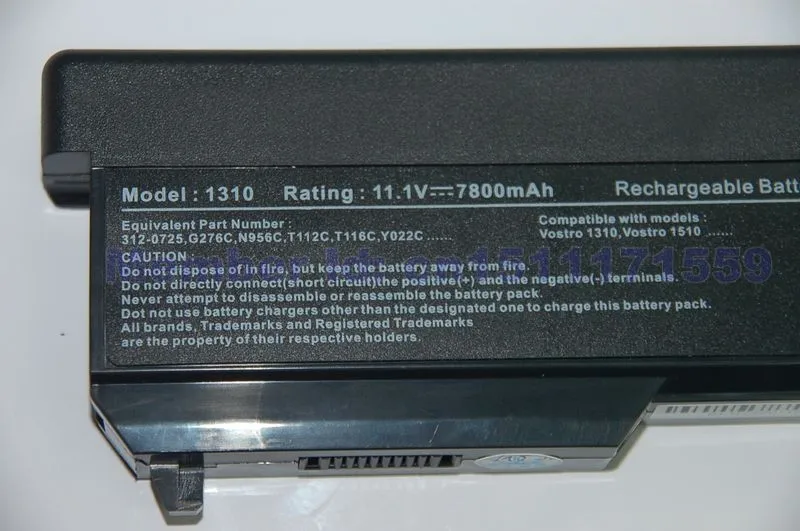 Model : 1310 Rating : 11.1V⎓7800mAh Rechargeable Batt
Equivalent Part Number :
312-0725,G276C,N956C,T112C,T116C,Y022C ......
Compatible with models :
Vostro 1310,Vostro 1510 ......
CAUTION :
Do not dispose of in flre, but keep the battery away from fire.
Do not directly connect(short circuit)the positive(+) and the negative(-) terrninals.
Never attempt to disassemble or reassemble the battery pack.
Dot not use battery chargers other than the designated one to charge this battery pack.
All brands, Trademarks and Registered Trademarks
are the property of their respective holders.
1511171559